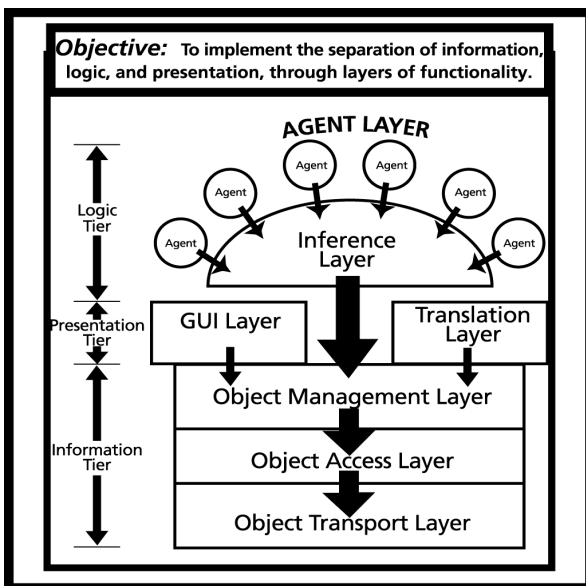 Objective: To implement the separation of information,
logic, and presentation, through layers of functionality.
AGENT LAYER
Agent
Agent
Agent
Agent
Agent
Agent
Inference
Layer
Logic
Tier
Presentation
Tier
GUI Layer
Translation
Layer
Object Management Layer
Information
Tier
Object Access Layer
Object Transport Layer